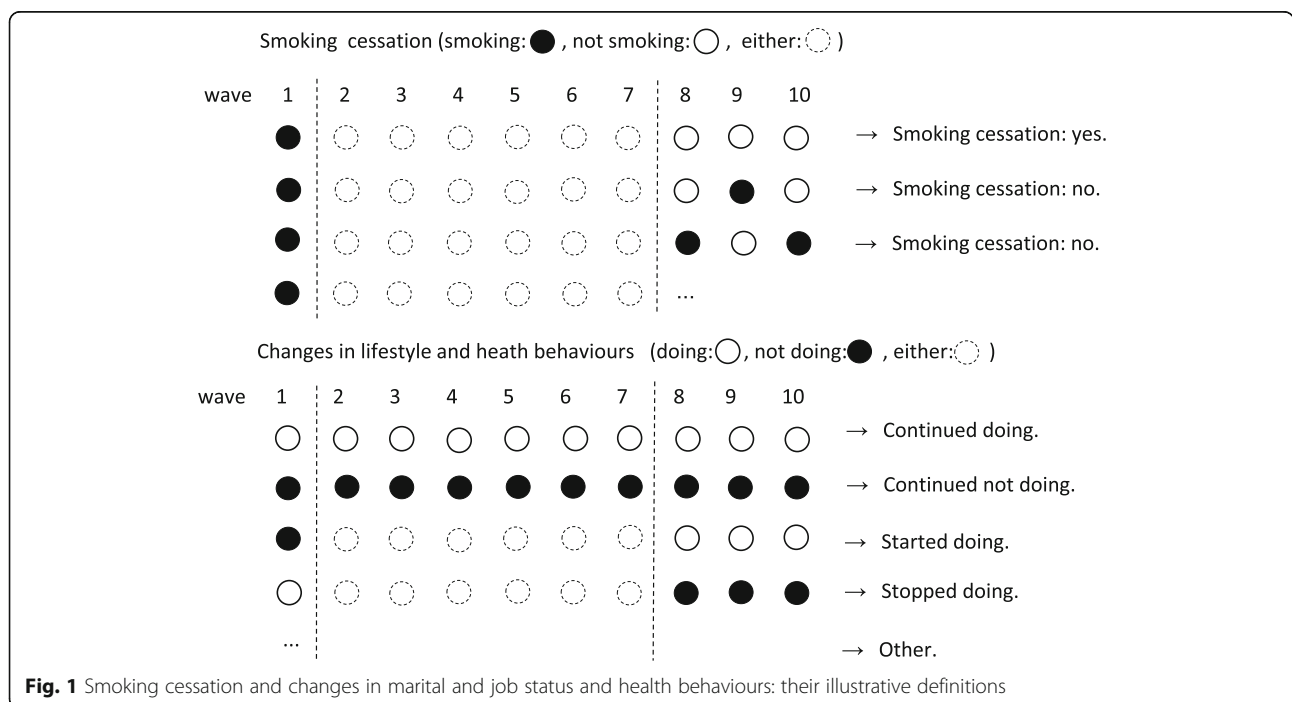 Smoking cessation (smoking: , not smoking: , either: )
wave 1 2 3 4 5 6 7 8 9 10
→ Smoking cessation: yes.
→ Smoking cessation: no.
→ Smoking cessation: no.
...
Changes in lifestyle and heath behaviours (doing: , not doing: , either: )
wave 1 2 3 4 5 6 7 8 9 10
→ Continued doing.
→ Continued not doing.
→ Started doing.
→ Stopped doing.
... → Other.
Fig. 1 Smoking cessation and changes in marital and job status and health behaviours: their illustrative definitions